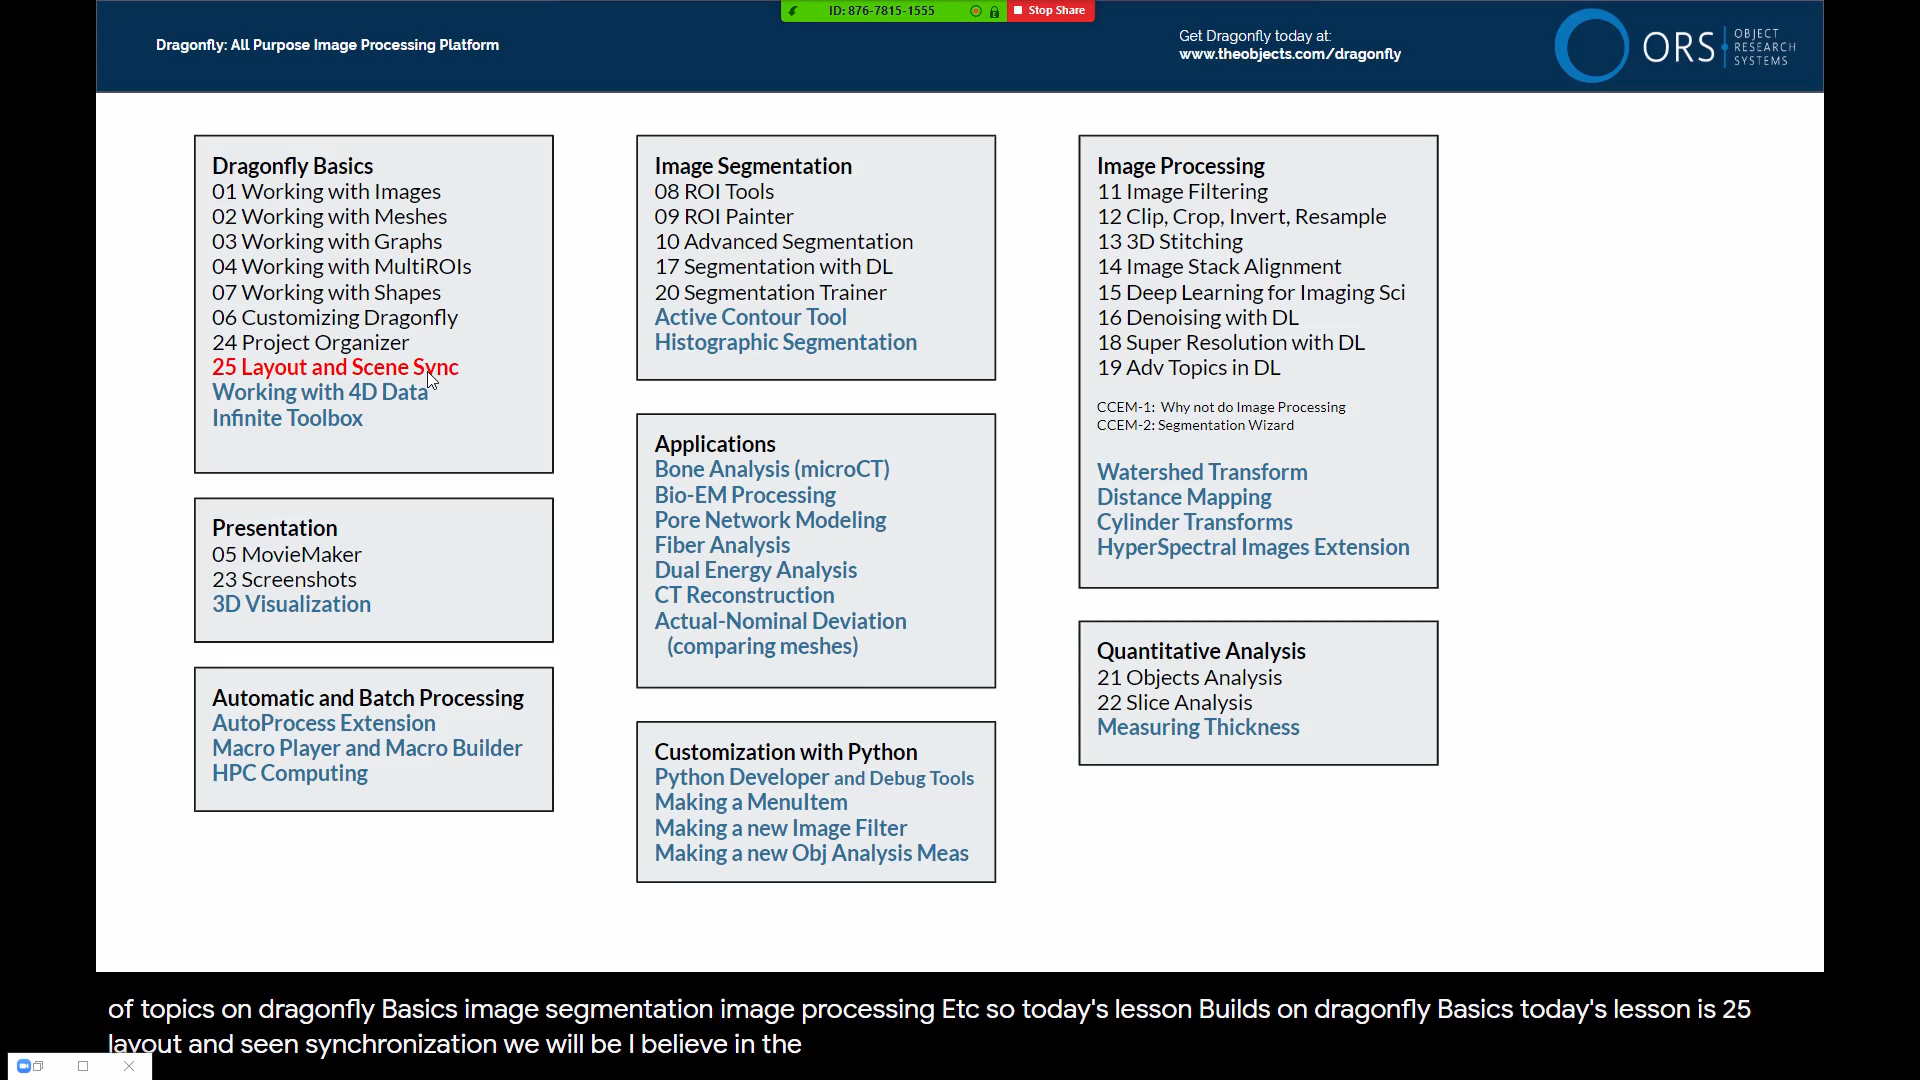 ID: 876-7815-1555
Stop Share
Dragonfly: All Purpose Image Processing Platform
Get Dragonfly today at:
www.theobjects.com/dragonfly
ORS
OBJECT
RESEARCH
SYSTEMS
Dragonfly Basics
01 Working with Images
02 Working with Meshes
03 Working with Graphs
04 Working with MultiROIs
07 Working with Shapes
06 Customizing Dragonfly
24 Project Organizer
25 Layout and Scene Sync
Working with 4D Data
Infinite Toolbox
Presentation
05 MovieMaker
23 Screenshots
3D Visualization
Automatic and Batch Processing
AutoProcess Extension
Macro Player and Macro Builder
HPC Computing
Image Segmentation
08 ROI Tools
09 ROI Painter
10 Advanced Segmentation
17 Segmentation with DL
20 Segmentation Trainer
Active Contour Tool
Histographic Segmentation
Applications
Bone Analysis (microCT)
Bio-EM Processing
Pore Network Modeling
Fiber Analysis
Dual Energy Analysis
CT Reconstruction
Actual-Nominal Deviation
(comparing meshes)
Customization with Python
Python Developer and Debug Tools
Making a MenuItem
Making a new Image Filter
Making a new Obj Analysis Meas
Image Processing
11 Image Filtering
12 Clip, Crop, Invert, Resample
13 3D Stitching
14 Image Stack Alignment
15 Deep Learning for Imaging Sci
16 Denoising with DL
18 Super Resolution with DL
19 Adv Topics in DL
CCEM-1: Why not do Image Processing
CCEM-2: Segmentation Wizard
Watershed Transform
Distance Mapping
Cylinder Transforms
HyperSpectral Images Extension
Quantitative Analysis
21 Objects Analysis
22 Slice Analysis
Measuring Thickness
of topics on dragonfly Basics image segmentation image processing Etc so today's lesson Builds on dragonfly Basics today's lesson is 25
layout and seen synchronization we will be I believe in the